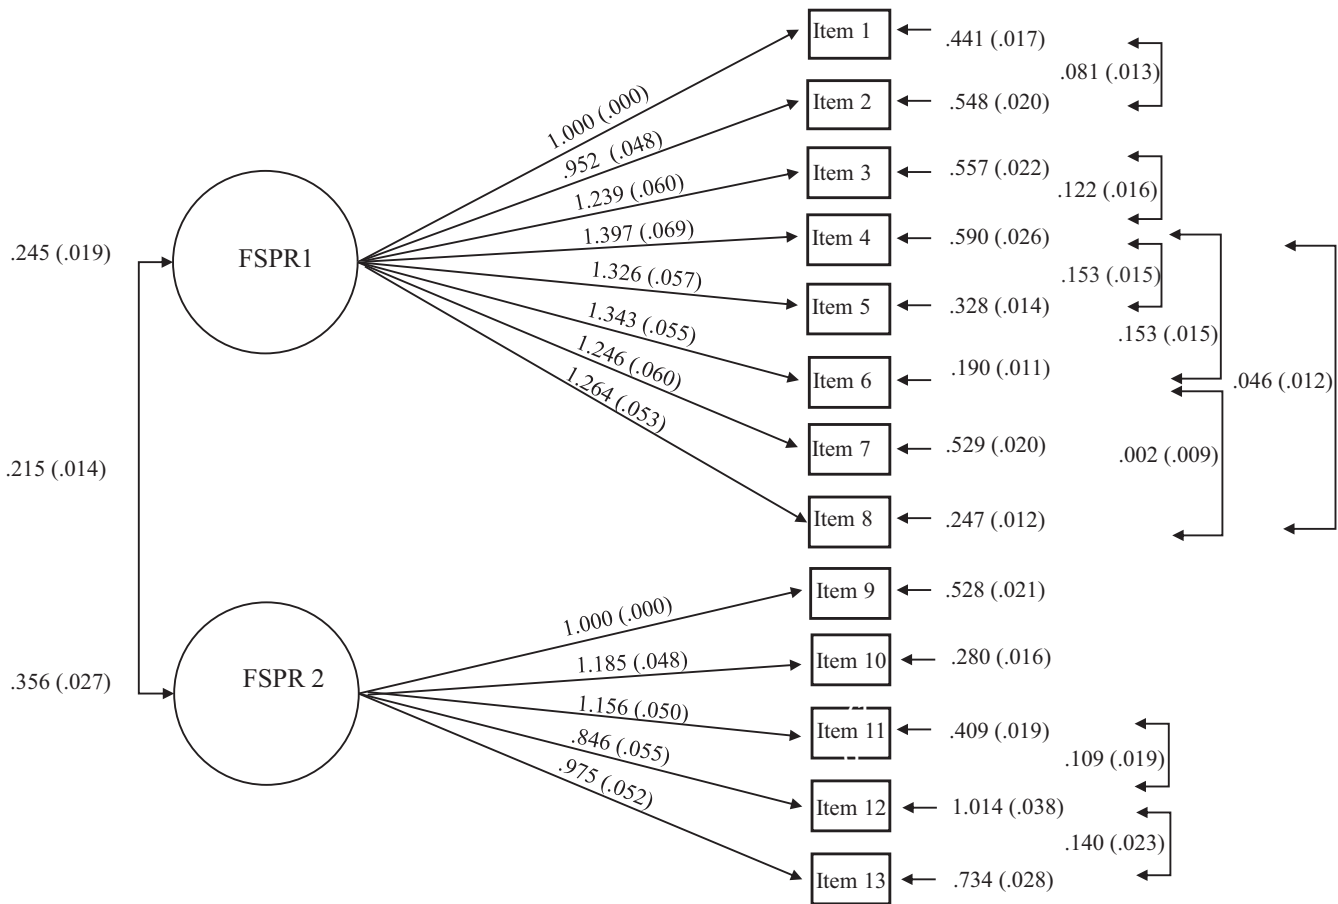 Item 1
.441 (.017)
.081 (.013)
1.000 (.000)
Item 2
.548 (.020)
.952 (.048)
Item 3
.557 (.022)
.122 (.016)
1.239 (.060)
Item 4
.590 (.026)
1.397 (.069)
.245 (.019)
FSPR1
.153 (.015)
1.326 (.057)
Item 5
.328 (.014)
.153 (.015)
1.343 (.055)
Item 6
.190 (.011)
.046 (.012)
1.246 (.060)
1.264 (.053)
Item 7
.529 (.020)
.002 (.009)
.215 (.014)
Item 8
.247 (.012)
Item 9
.528 (.021)
1.000 (.000)
Item 10
.280 (.016)
1.185 (.048)
.356 (.027)
FSPR 2
1.156 (.050)
Item 11
.409 (.019)
.109 (.019)
.846 (.055)
.975 (.052)
Item 12
1.014 (.038)
.140 (.023)
Item 13
.734 (.028)